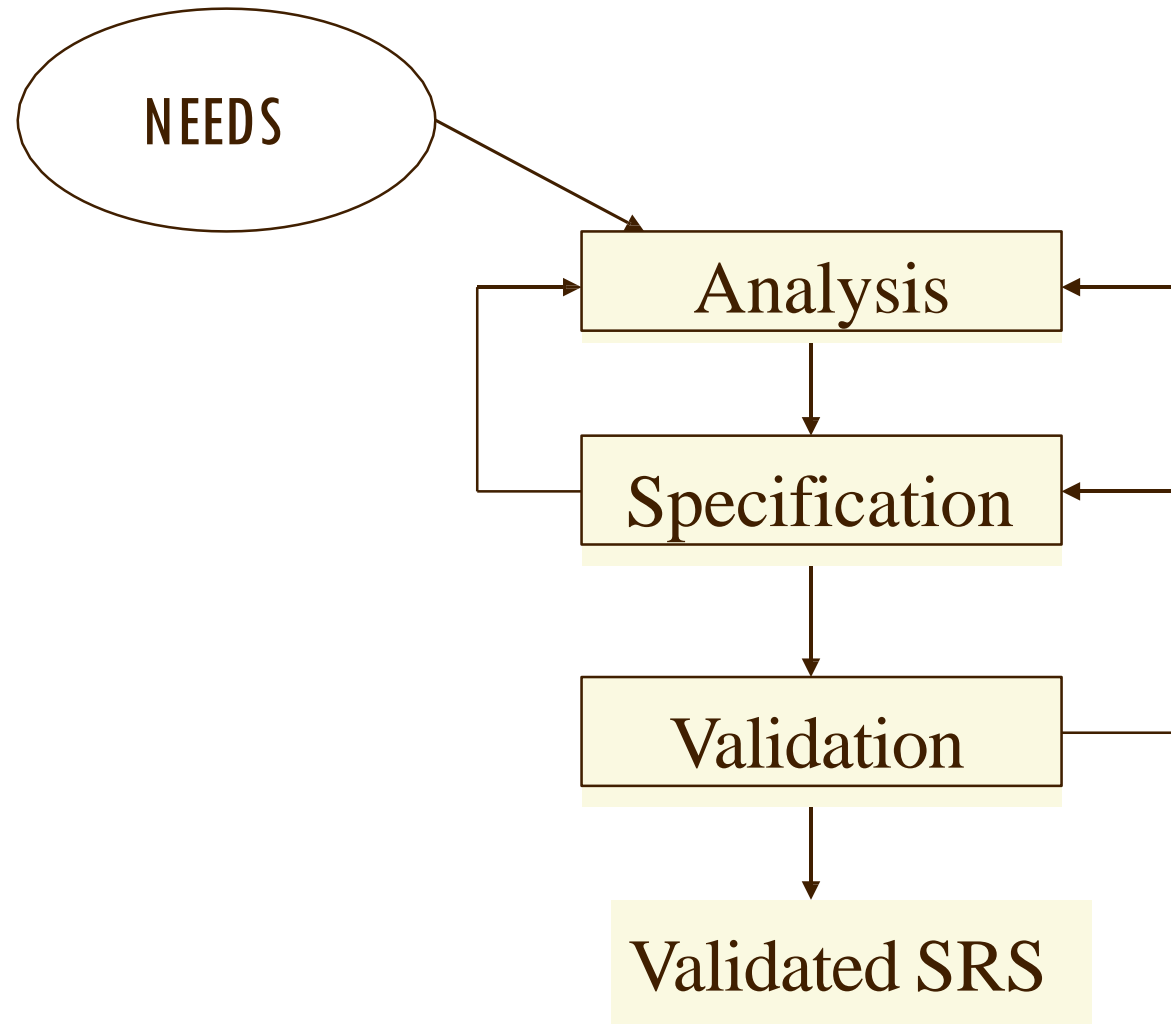 NEEDS
Analysis
Specification
Validation
Validated SRS